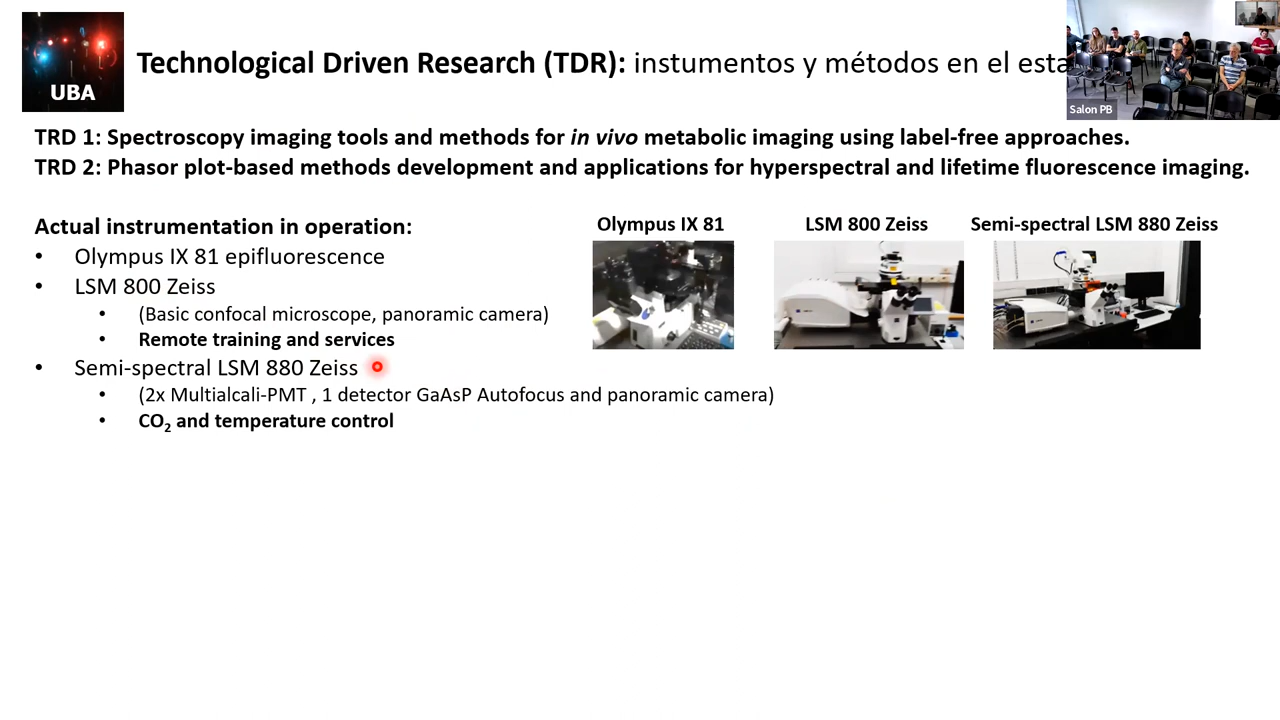 UBA
Technological Driven Research (TDR): instumentos y métodos en el esta
Salon PB
TRD 1: Spectroscopy imaging tools and methods for in vivo metabolic imaging using label-free approaches.
TRD 2: Phasor plot-based methods development and applications for hyperspectral and lifetime fluorescence imaging.
Actual instrumentation in operation:
• Olympus IX 81 epifluorescence
• LSM 800 Zeiss
• (Basic confocal microscope, panoramic camera)
• Remote training and services
• Semi-spectral LSM 880 Zeiss
• (2x Multialcali-PMT , 1 detector GaAsP Autofocus and panoramic camera)
• CO₂ and temperature control
Olympus IX 81
LSM 800 Zeiss
Semi-spectral LSM 880 Zeiss